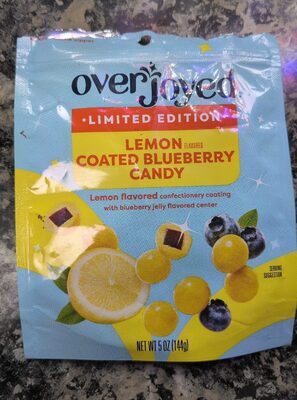 overjoyed
•LIMITED EDITION•
LEMON FLAVORED
COATED BLUEBERRY
CANDY
Lemon flavored confectionery coating
with blueberry jelly flavored center
SERVING
SUGGESTION
NET WT 5 OZ (144g)